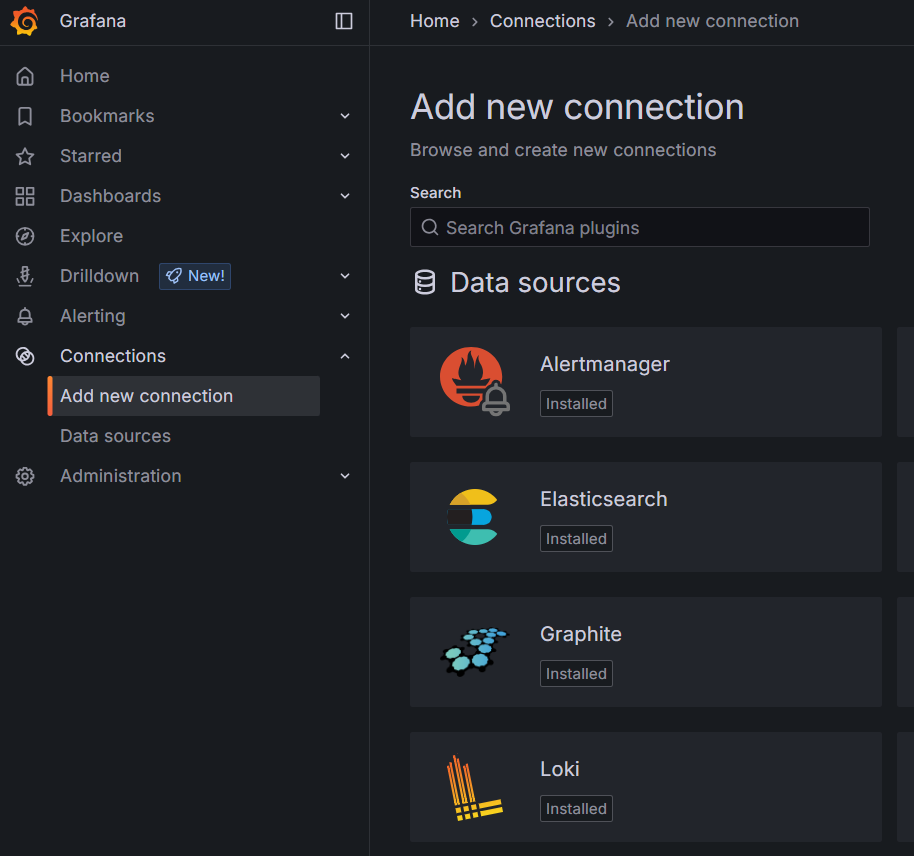 Grafana
Home
Bookmarks
Starred
Dashboards
Explore
Drilldown New!
Alerting
Connections
Add new connection
Data sources
Administration
Home › Connections › Add new connection
Add new connection
Browse and create new connections
Search
Search Grafana plugins
Data sources
Alertmanager
Installed
Elasticsearch
Installed
Graphite
Installed
Loki
Installed